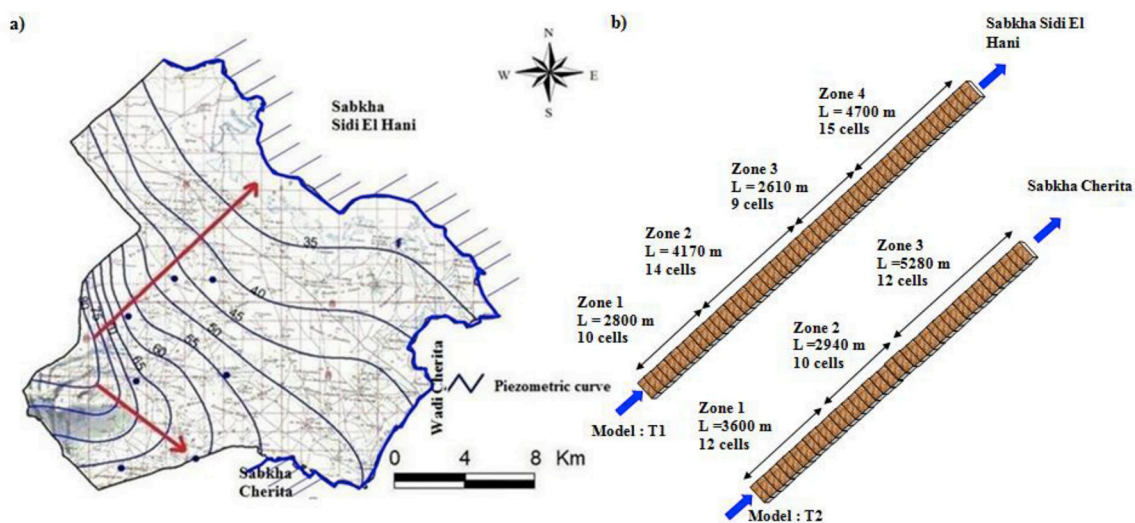 a)
N
W
E
S
Sabkha
Sidi El Hani
35
40
45
50
55
60
65
80
Wadi Cherita
Piezometric curve
0
8
Km
Sabkha
Cherita
b)
Sabkha Sidi El
Hani
Zone 4
L = 4700 m
15 cells
Zone 3
L = 2610 m
9 cells
Zone 2
L = 4170 m
14 cells
Zone 1
L = 2800 m
10 cells
Model : T1
Sabkha Cherita
Zone 3
L =5280 m
12 cells
Zone 2
L =2940 m
10 cells
Zone 1
L =3600 m
12 cells
Model : T2